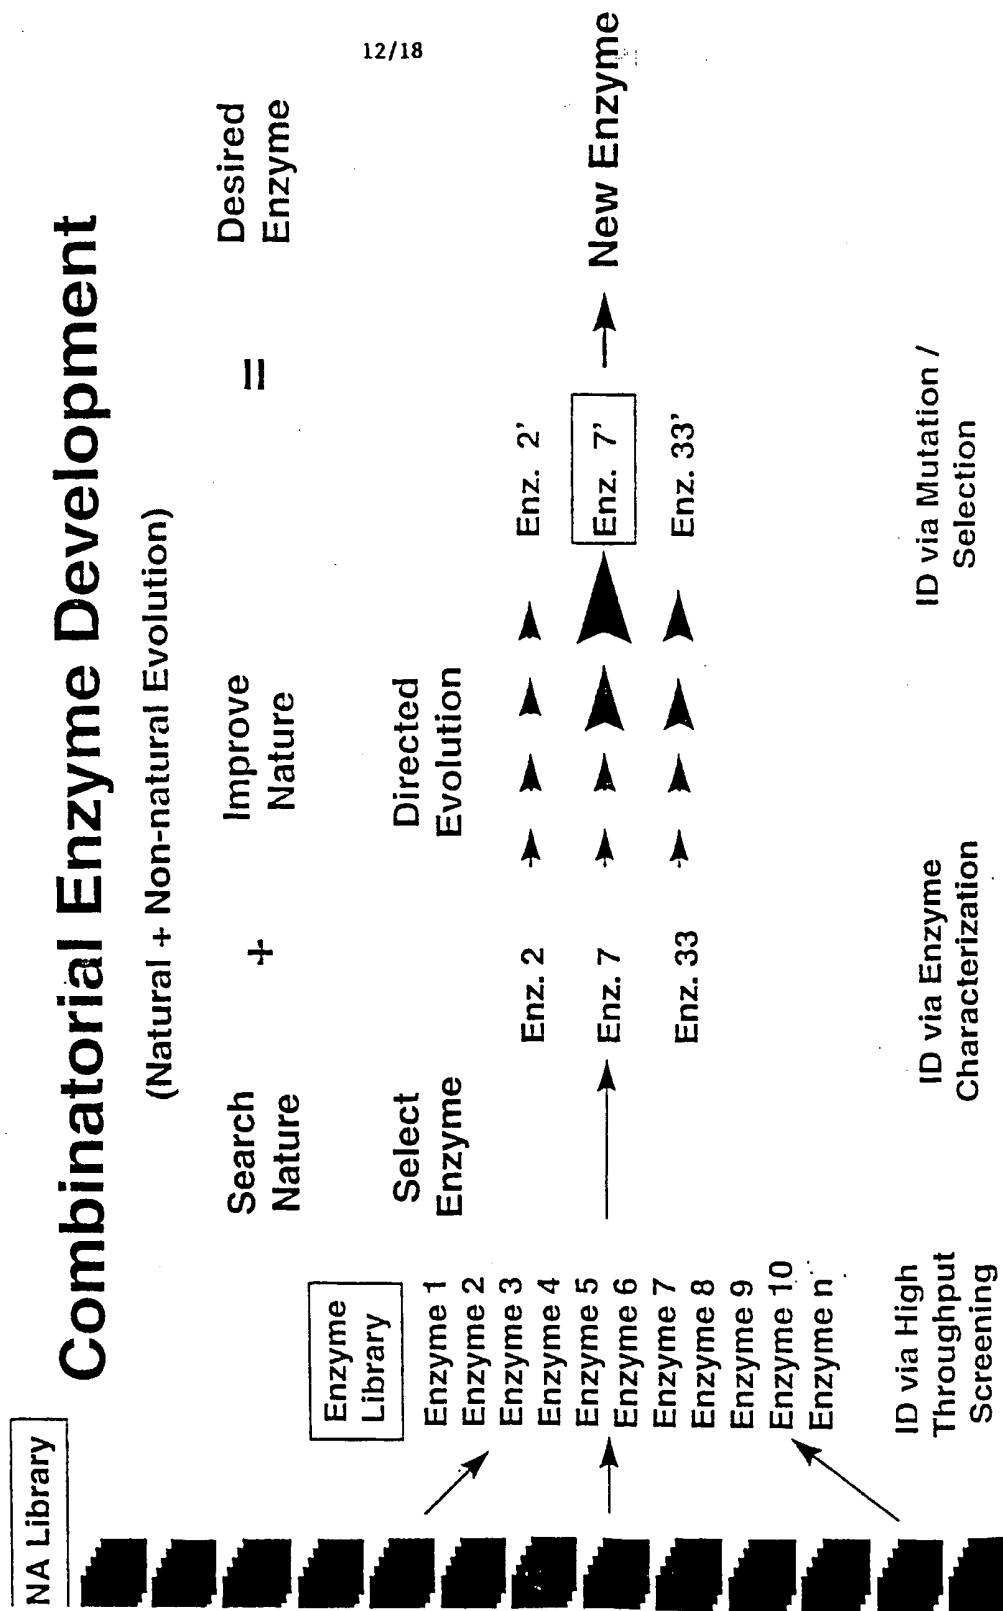 12/18
NA Library
Combinatorial Enzyme Development
(Natural + Non-natural Evolution)
Search
Nature
+
Improve
Nature
=
Desired
Enzyme
Enzyme
Library
Select
Enzyme
Directed
Evolution
Enzyme 1
Enzyme 2
Enzyme 3
Enzyme 4
Enzyme 5
Enzyme 6
Enzyme 7
Enzyme 8
Enzyme 9
Enzyme 10
Enzyme n
Enz. 2
Enz. 7
Enz. 33
Enz. 2'
Enz. 7'
Enz. 33'
New Enzyme
ID via High
Throughput
Screening
ID via Enzyme
Characterization
ID via Mutation /
Selection